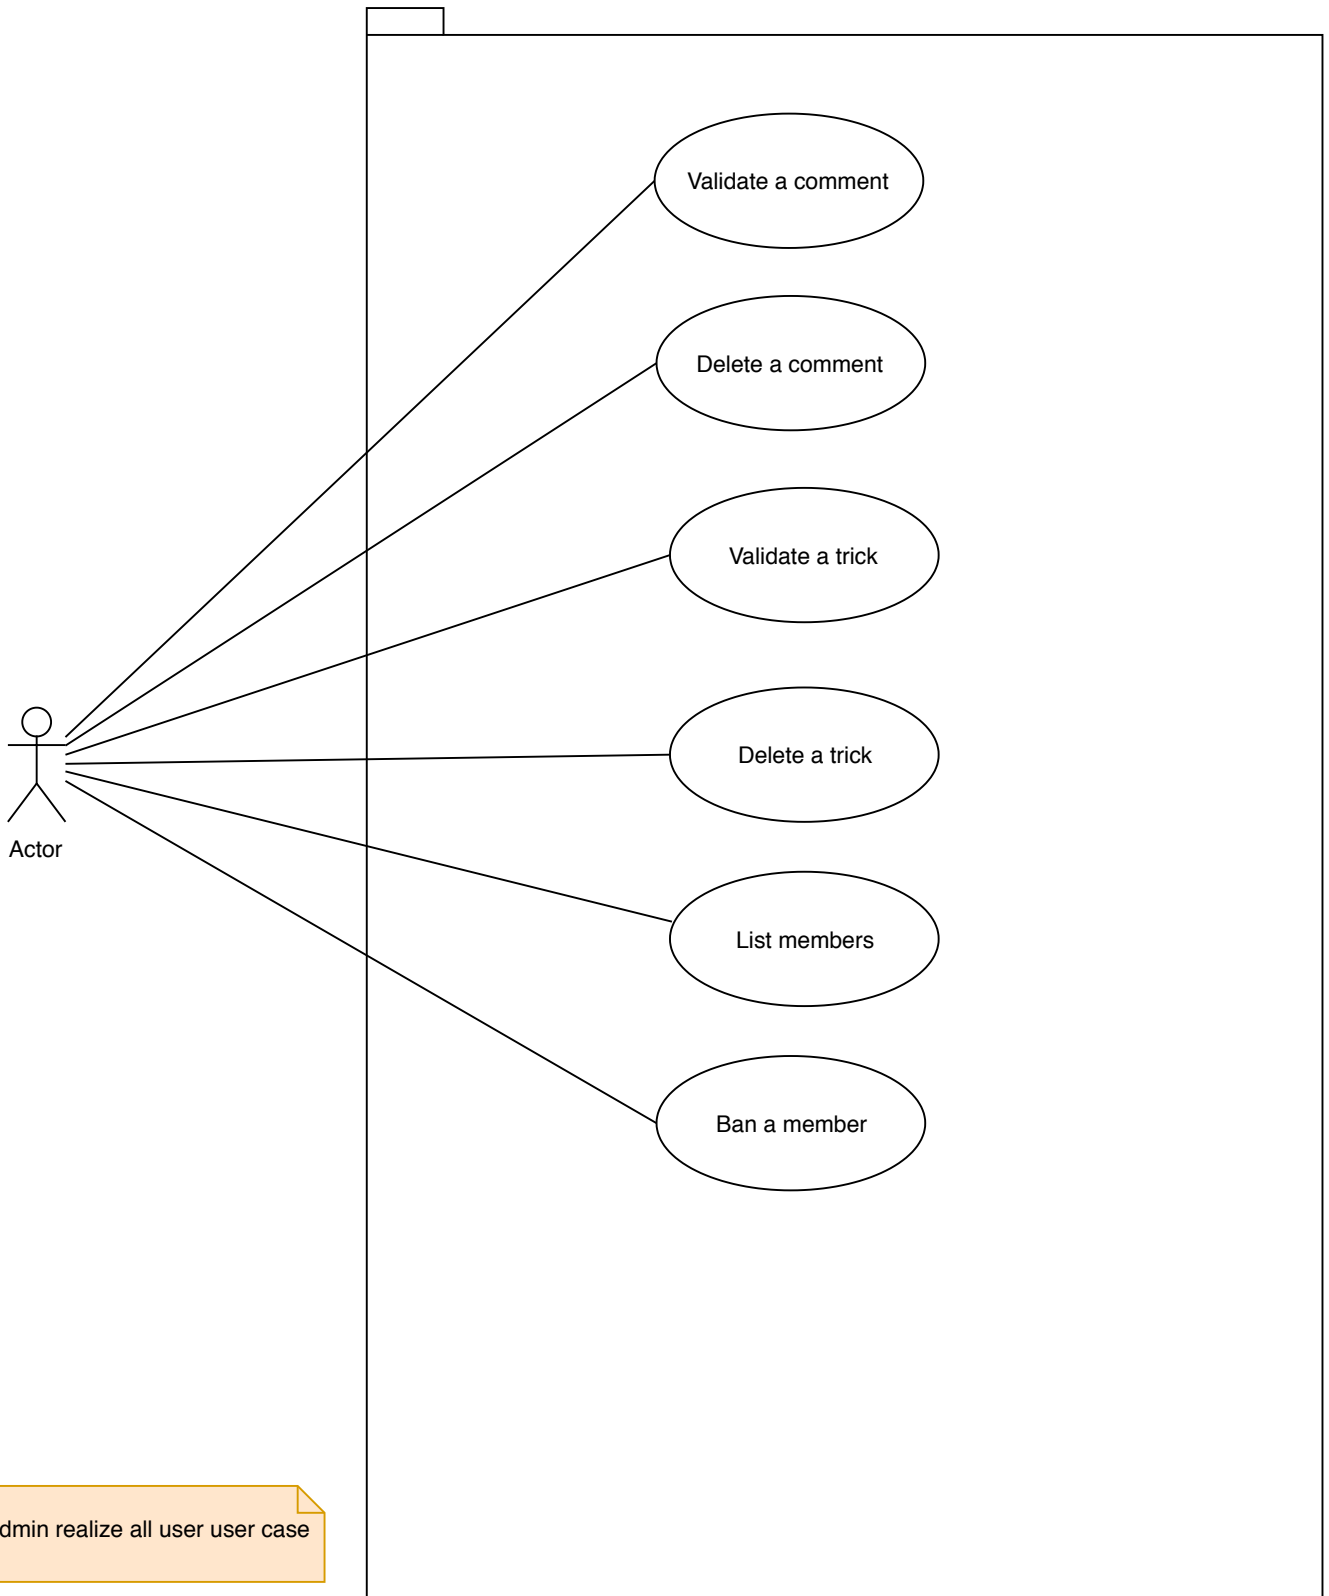 Validate a comment
Delete a comment
Validate a trick
Delete a trick
Actor
List members
Ban a member
dmin realize all user user case